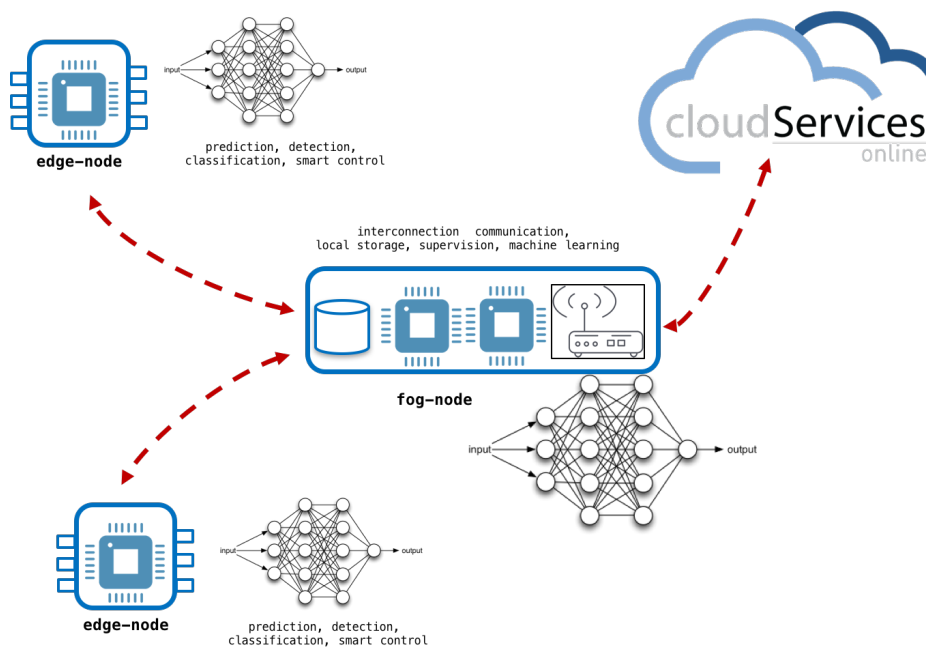 input
output
prediction, detection,
classification, smart control
edge-node
cloudServices
online
interconnection communication,
local storage, supervision, machine learning
fog-node
input
output
input
output
prediction, detection,
classification, smart control
edge-node